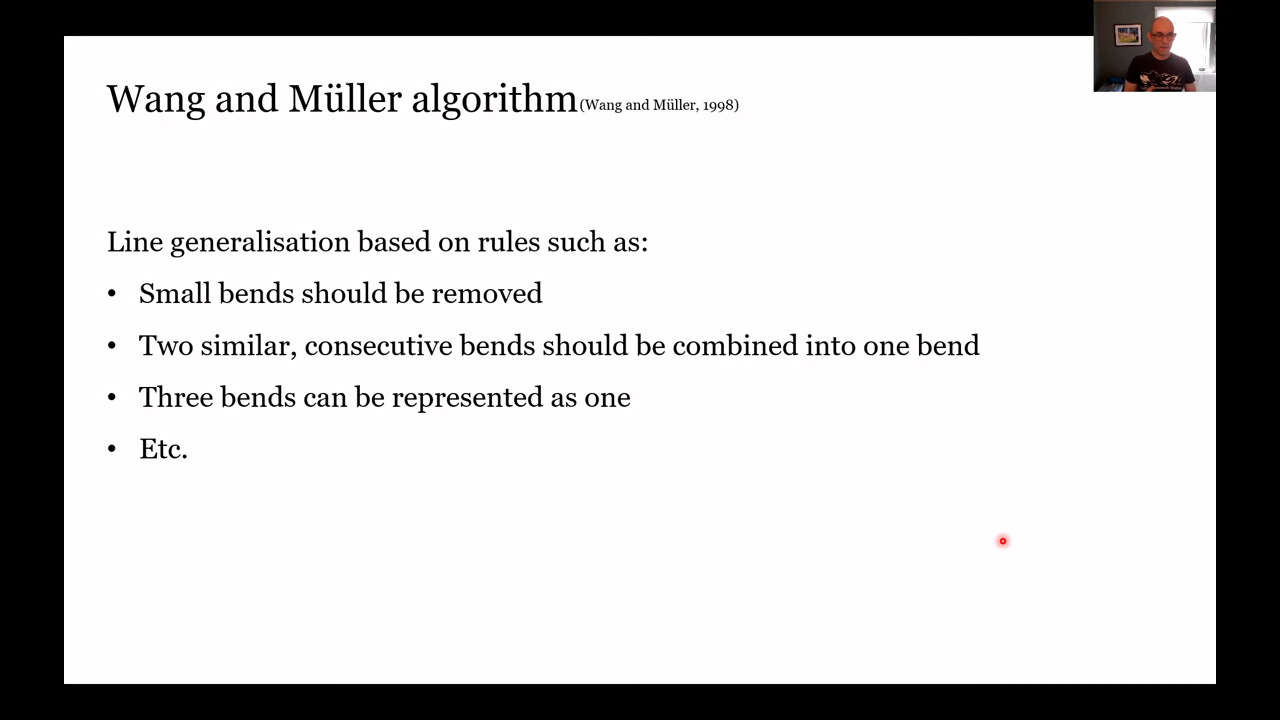 Wang and Müller algorithm (Wang and Müller, 1998)
Line generalisation based on rules such as:
• Small bends should be removed
• Two similar, consecutive bends should be combined into one bend
• Three bends can be represented as one
• Etc.